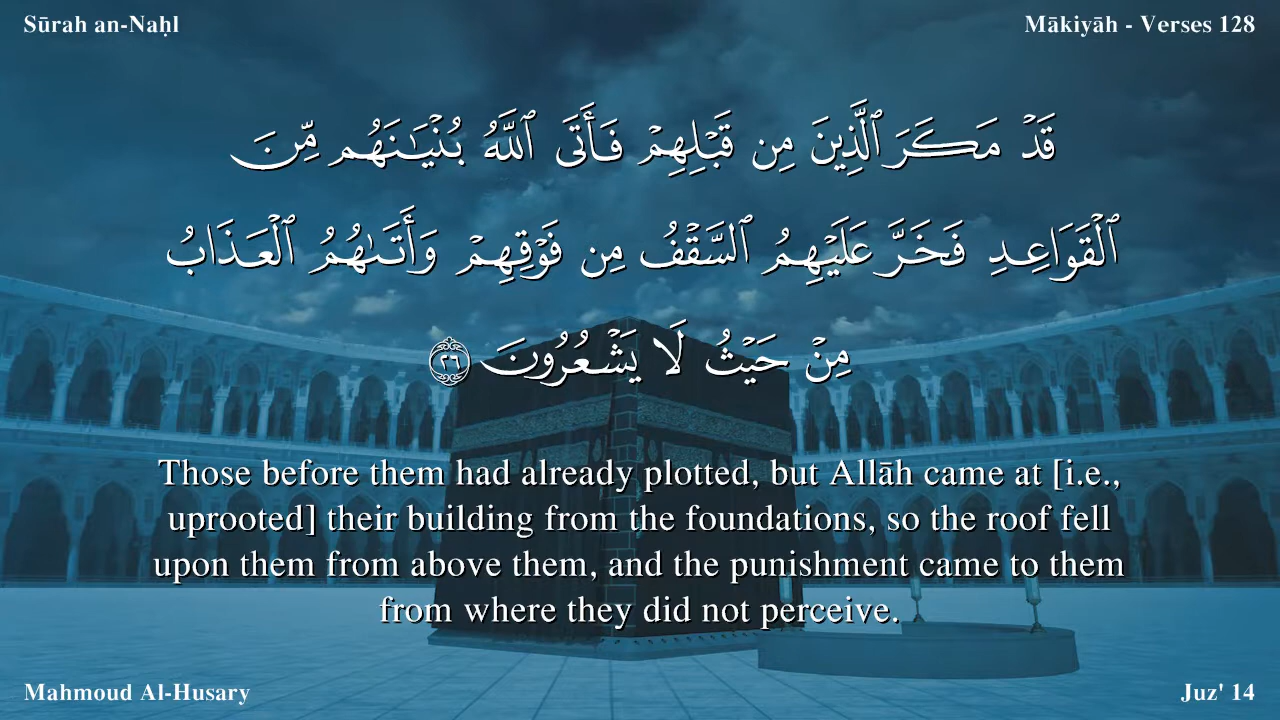 Sūrah an-Naḥl
Mākiyāh - Verses 128
قَدْ مَكَرَ ٱلَّذِينَ مِن قَبْلِهِمْ فَأَتَى ٱللَّهُ بُنْيَـٰنَهُم مِّنَ
ٱلْقَوَاعِدِ فَخَرَّ عَلَيْهِمُ ٱلسَّقْفُ مِن فَوْقِهِمْ وَأَتَىٰهُمُ ٱلْعَذَابُ
مِنْ حَيْثُ لَا يَشْعُرُونَ ٢٦
Those before them had already plotted, but Allāh came at [i.e.,
uprooted] their building from the foundations, so the roof fell
upon them from above them, and the punishment came to them
from where they did not perceive.
Mahmoud Al-Husary
Juz' 14